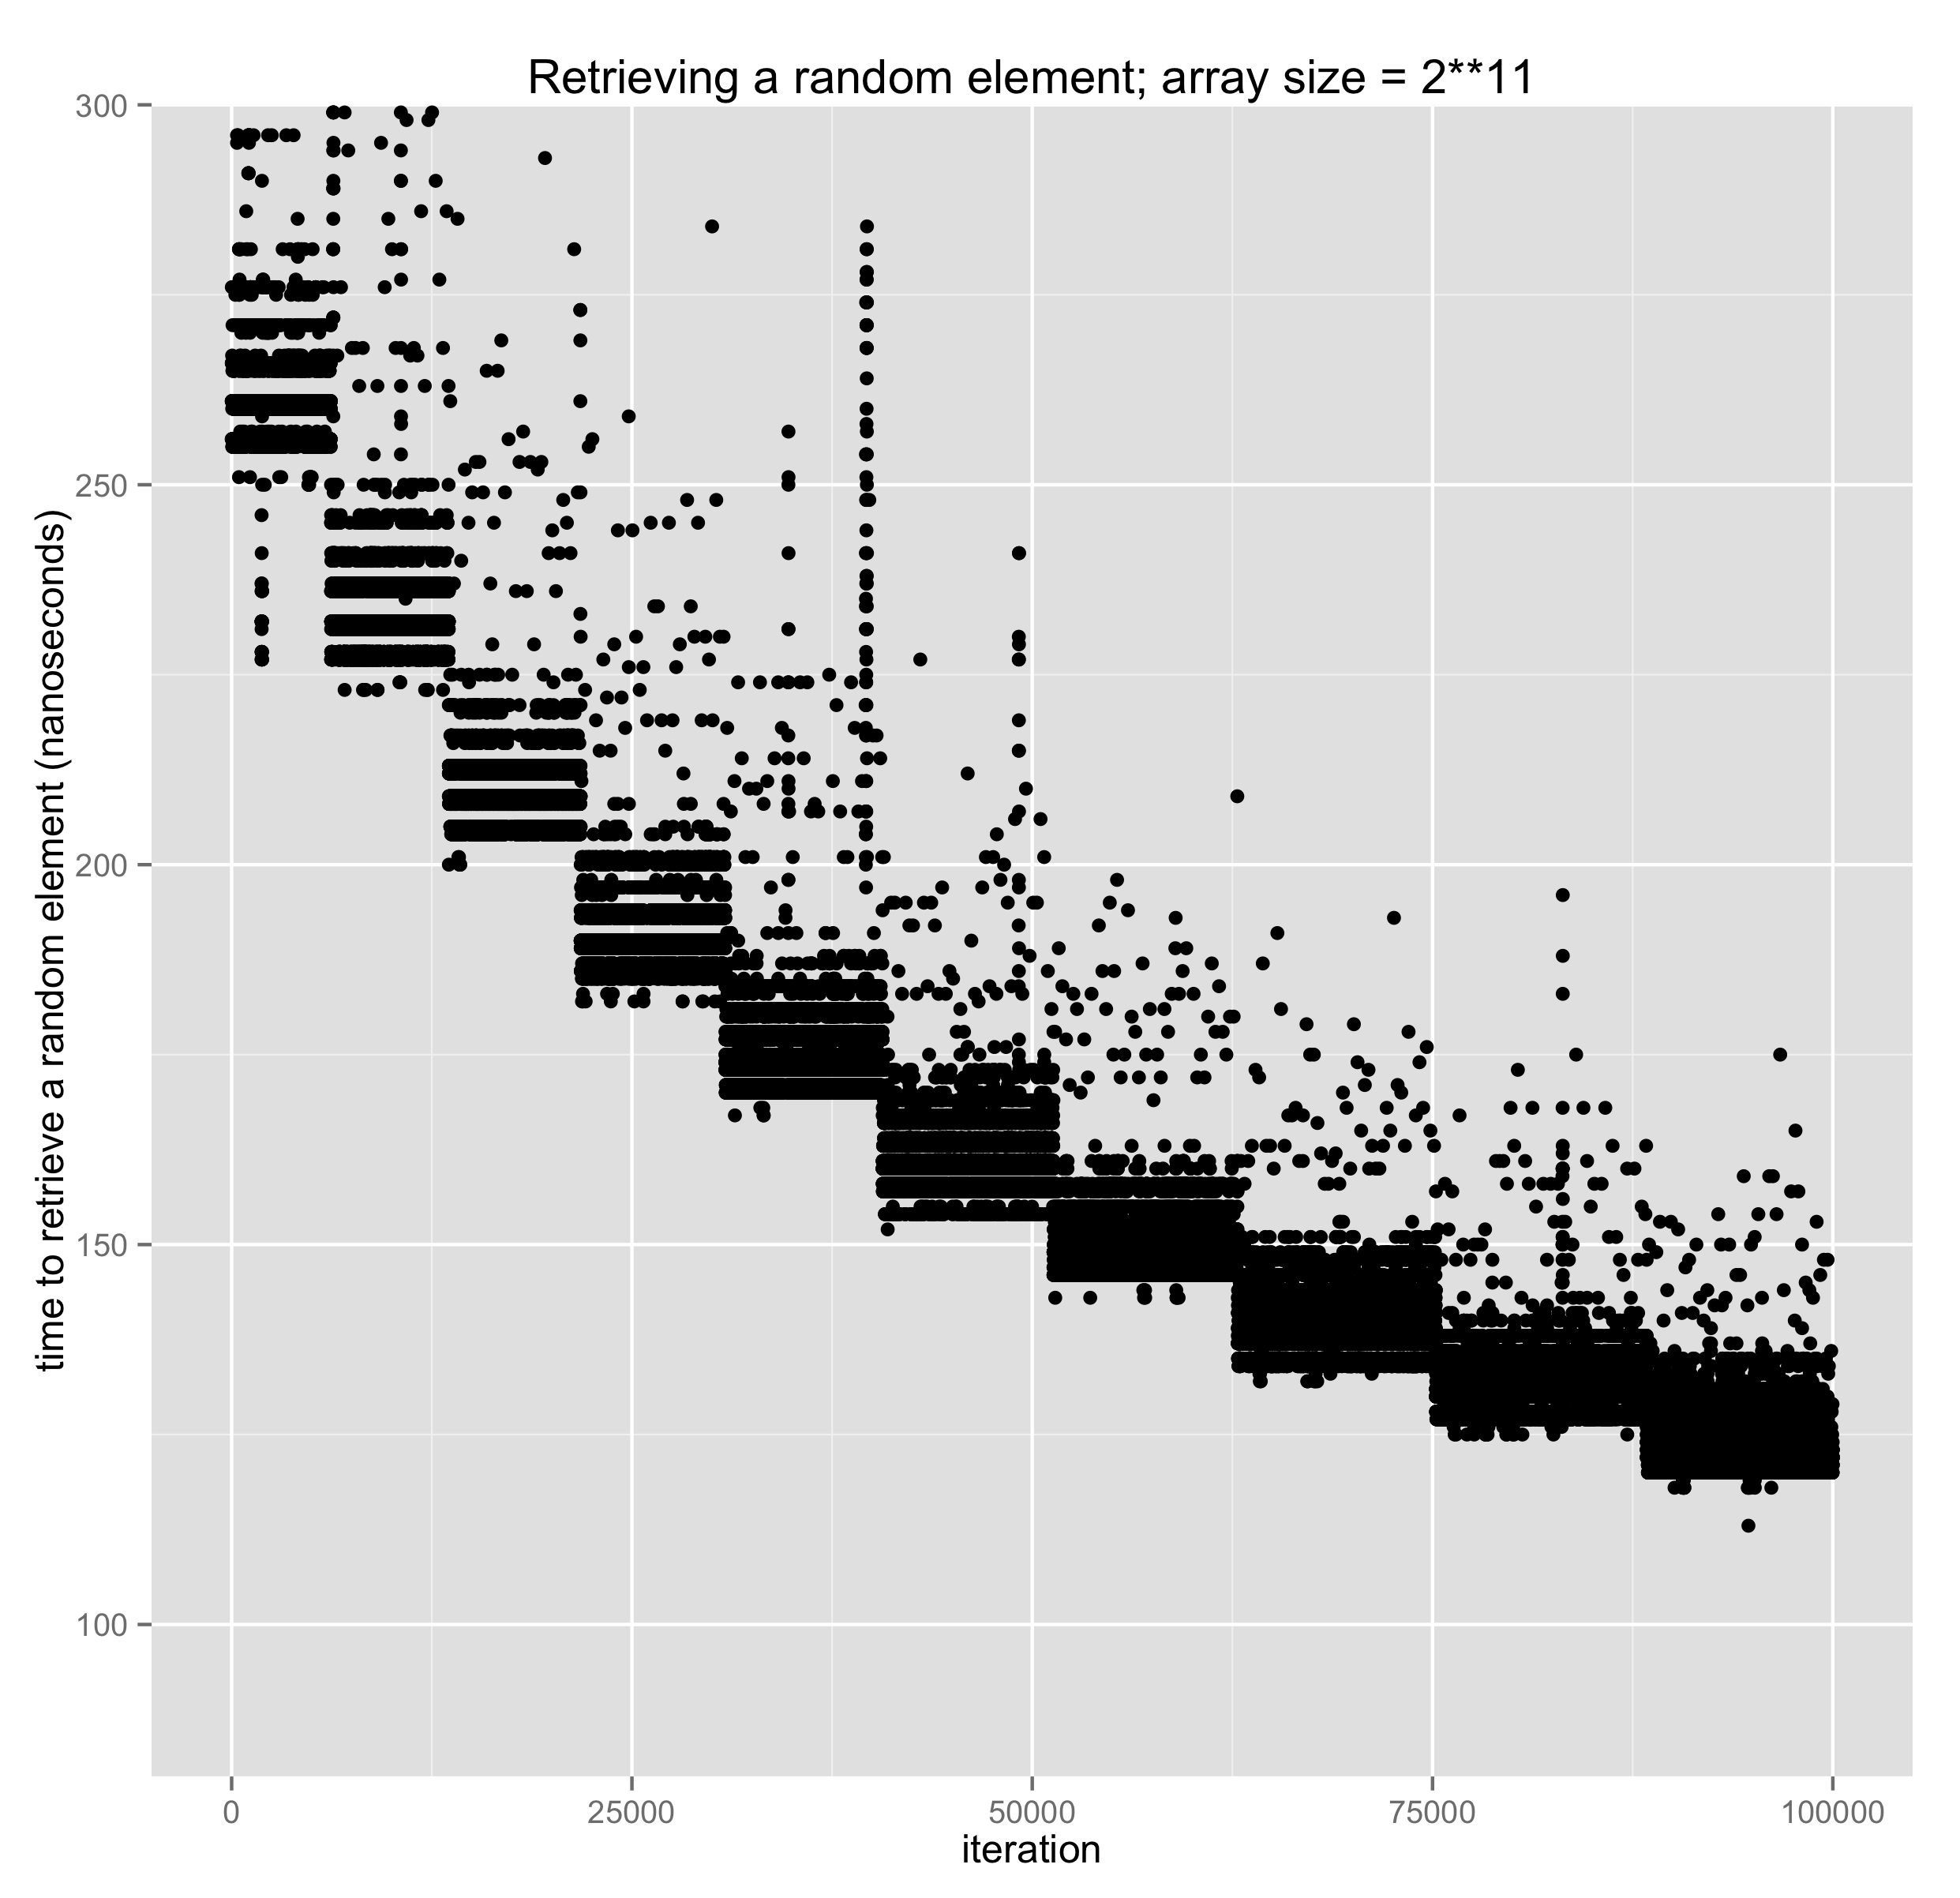 Retrieving a random element; array size = 2**11
time to retrieve a random element (nanoseconds)
300
250
200
150
100
0 25000 50000 75000 100000
iteration